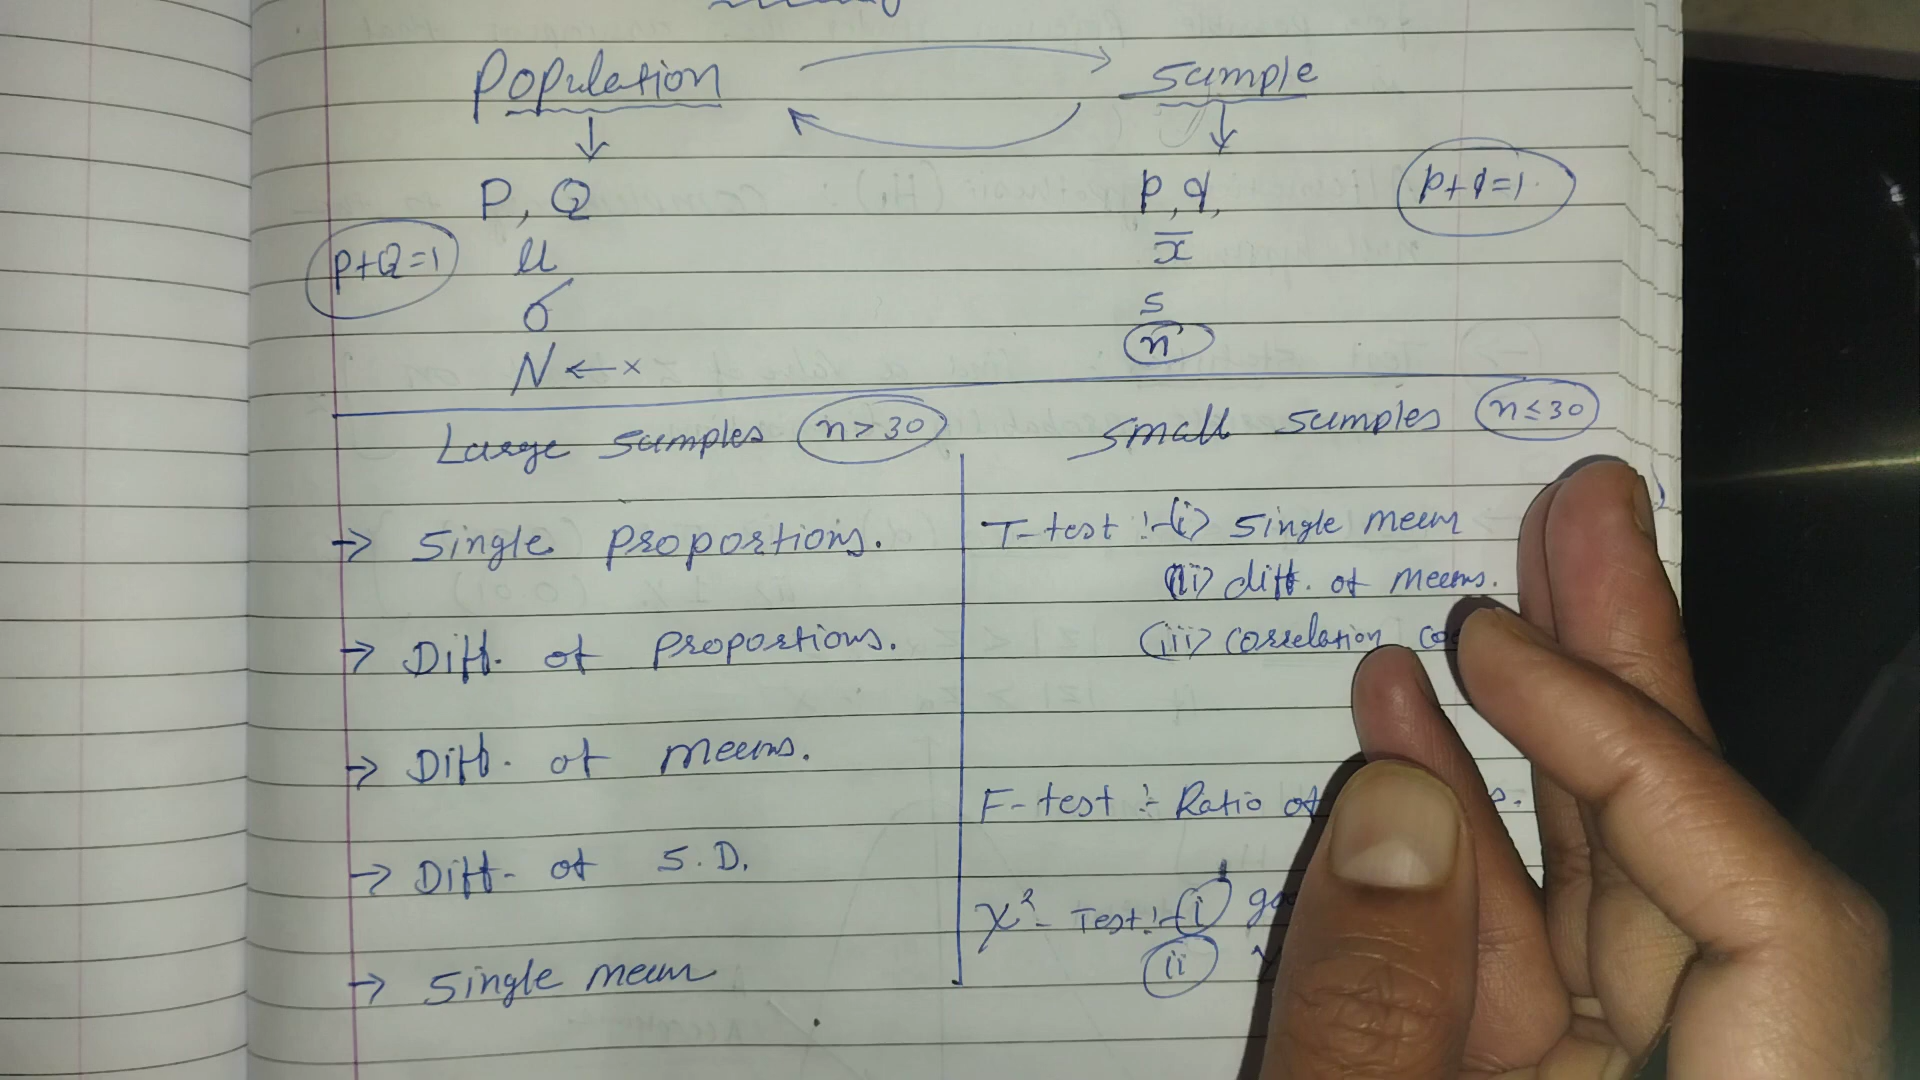 Population
Sample
P, Q
p, q,
p+q=1
P+Q=1
μ
x̅
σ
s
N ← ×
n
Large samples n > 30
Small samples n ≤ 30
→ Single proportions.
→ Diff. of proportions.
→ Diff. of means.
→ Diff. of S.D.
→ Single mean
T-test :- (i) Single mean
(ii) diff. of means.
(iii) correlation
F-test :- Ratio of
χ² - Test :- (i)
(ii)